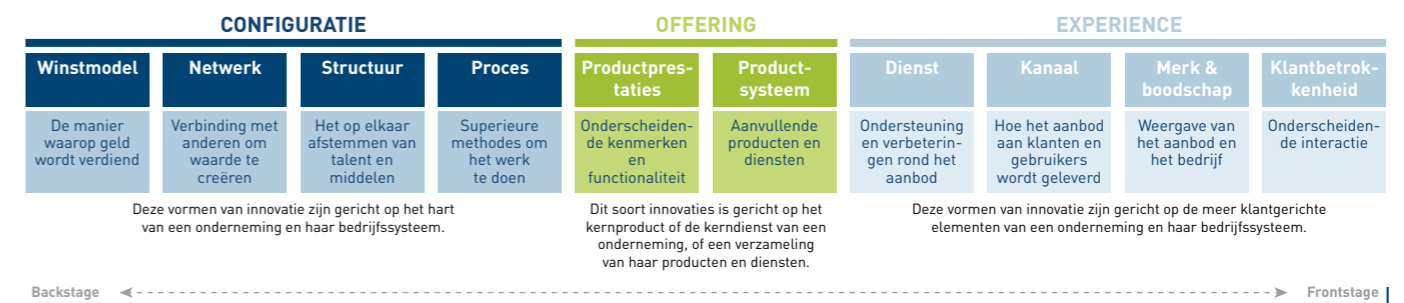 CONFIGURATIE
OFFERING
EXPERIENCE
Winstmodel
Netwerk
Structuur
Proces
Productpres-
taties
Product-
systeem
Dienst
Kanaal
Merk &
boodschap
Klantbetrok-
kenheid
De manier
waarop geld
wordt verdiend
Verbinding met
anderen om
waarde te
creëren
Het op elkaar
afstemmen van
talent en
middelen
Superieure
methodes om
het werk
te doen
Onderscheiden-
de kenmerken
en
functionaliteit
Aanvullende
producten en
diensten
Ondersteuning
en verbeterin-
gen rond het
aanbod
Hoe het aanbod
aan klanten en
gebruikers
wordt geleverd
Weergave van
het aanbod en
het bedrijf
Onderscheiden-
de interactie
Deze vormen van innovatie zijn gericht op het hart
van een onderneming en haar bedrijfssysteem.
Dit soort innovaties is gericht op het
kernproduct of de kerndienst van een
onderneming, of een verzameling
van haar producten en diensten.
Deze vormen van innovatie zijn gericht op de meer klantgerichte
elementen van een onderneming en haar bedrijfssysteem.
Backstage
Frontstage